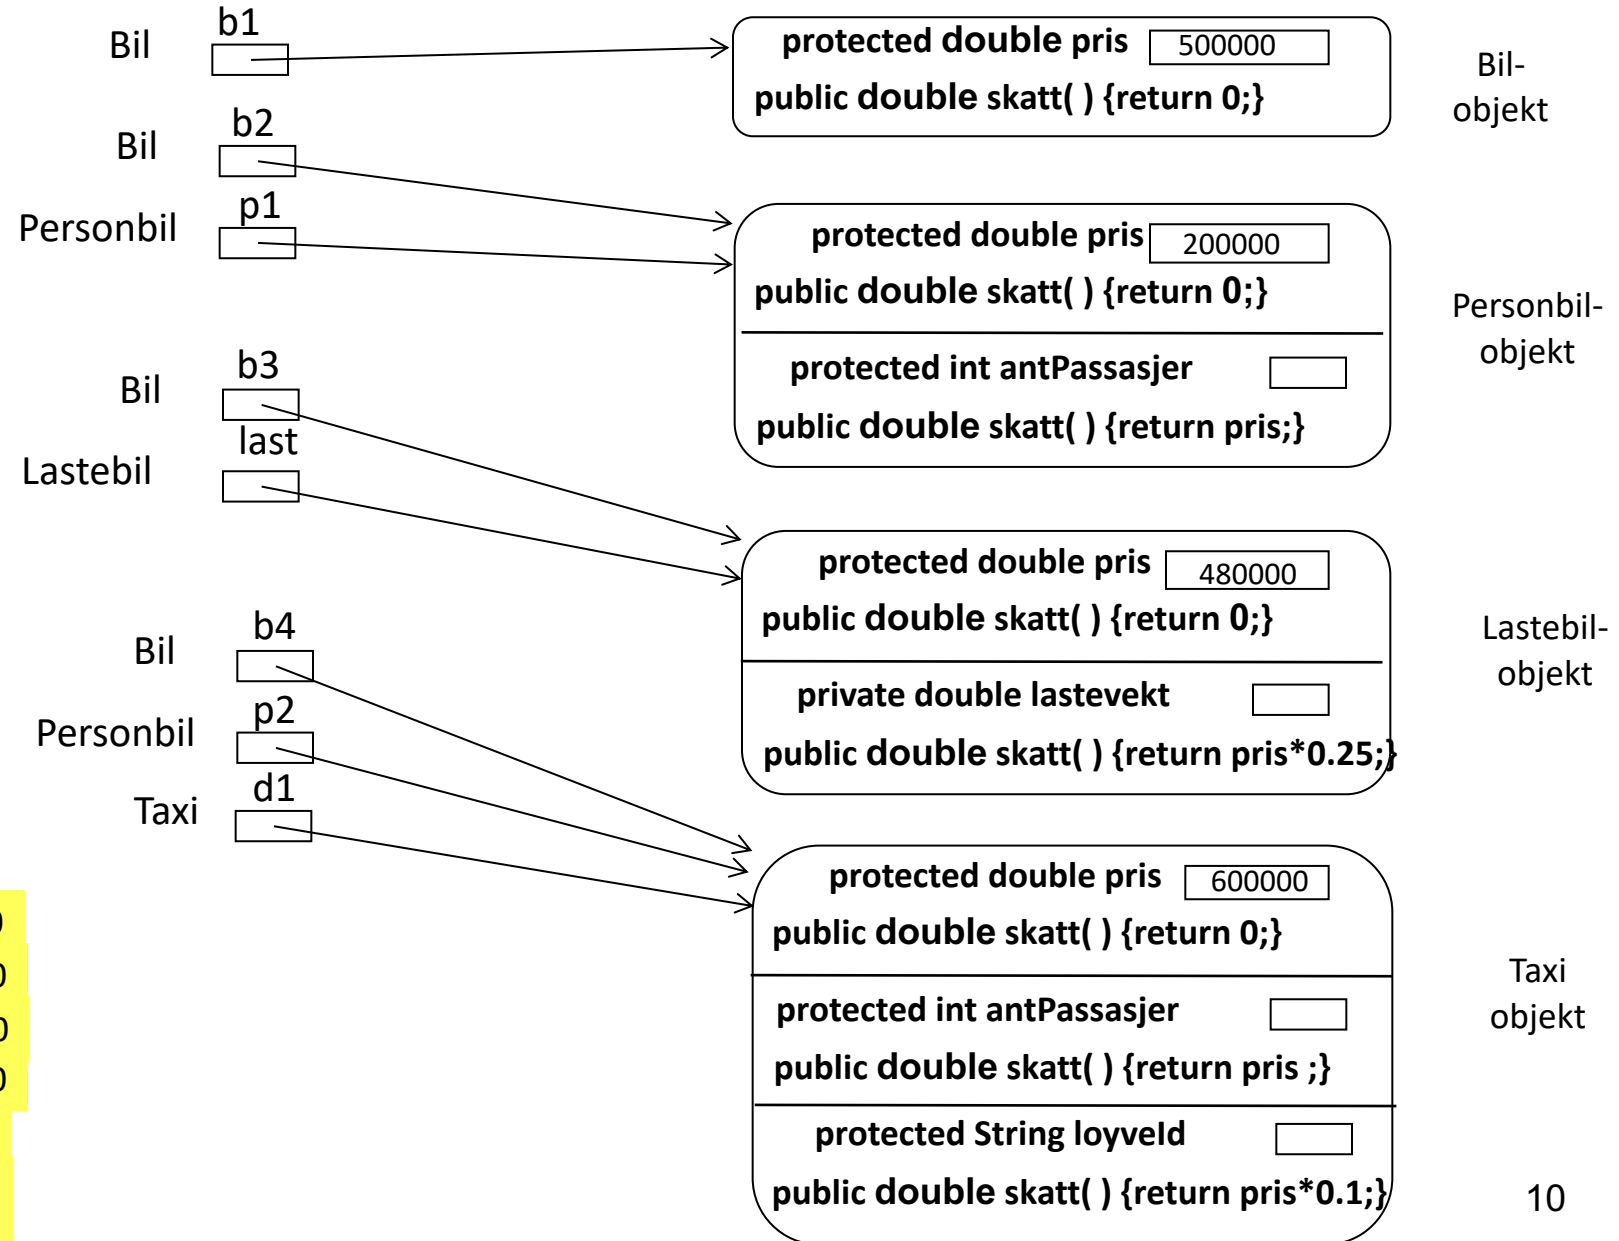 Bil b1
protected double pris 500000
public double skatt( ) {return 0;}
Bil-
objekt
Bil b2
Personbil p1
protected double pris 200000
public double skatt( ) {return 0;}
protected int antPassasjer
public double skatt( ) {return pris;}
Personbil-
objekt
Bil b3
Lastebil last
protected double pris 480000
public double skatt( ) {return 0;}
private double lastevekt
public double skatt( ) {return pris*0.25;}
Lastebil-
objekt
Bil b4
Personbil p2
Taxi d1
protected double pris 600000
public double skatt( ) {return 0;}
protected int antPassasjer
public double skatt( ) {return pris ;}
protected String loyveId
public double skatt( ) {return pris*0.1;}
Taxi
objekt
10